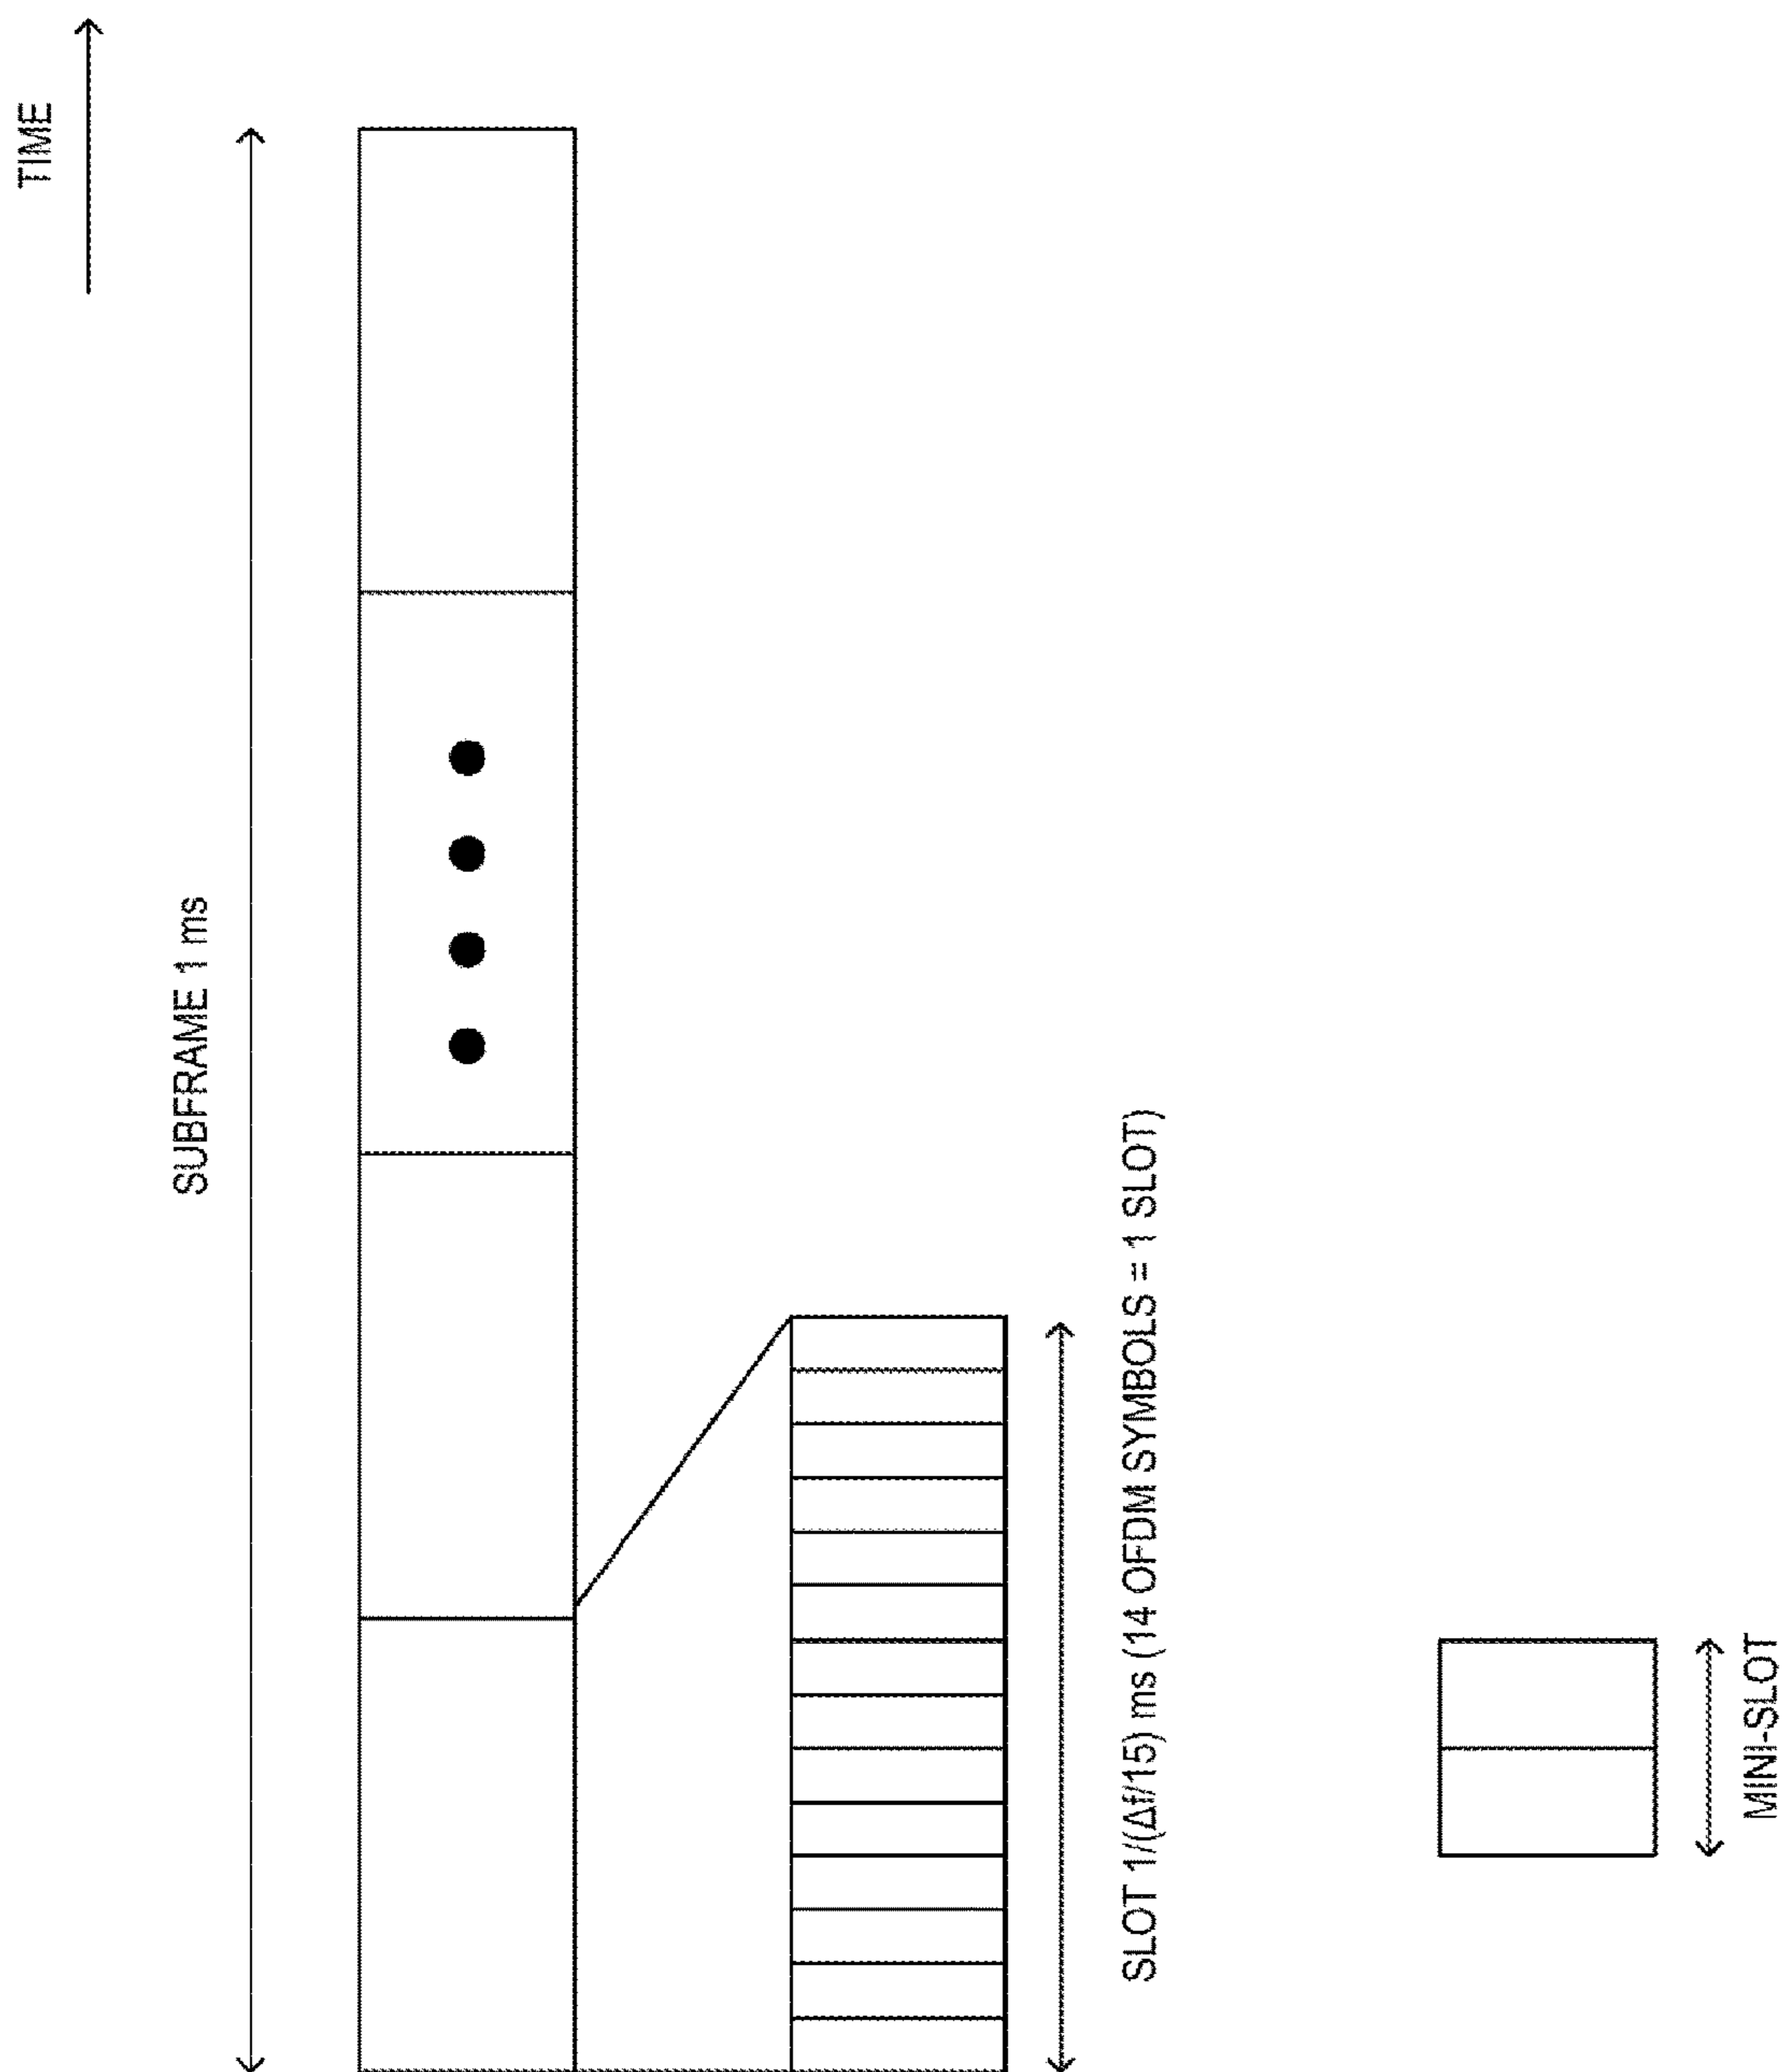 TIME
SUBFRAME 1 ms
SLOT 1/(Δf/15) ms (14 OFDM SYMBOLS = 1 SLOT)
MINI-SLOT